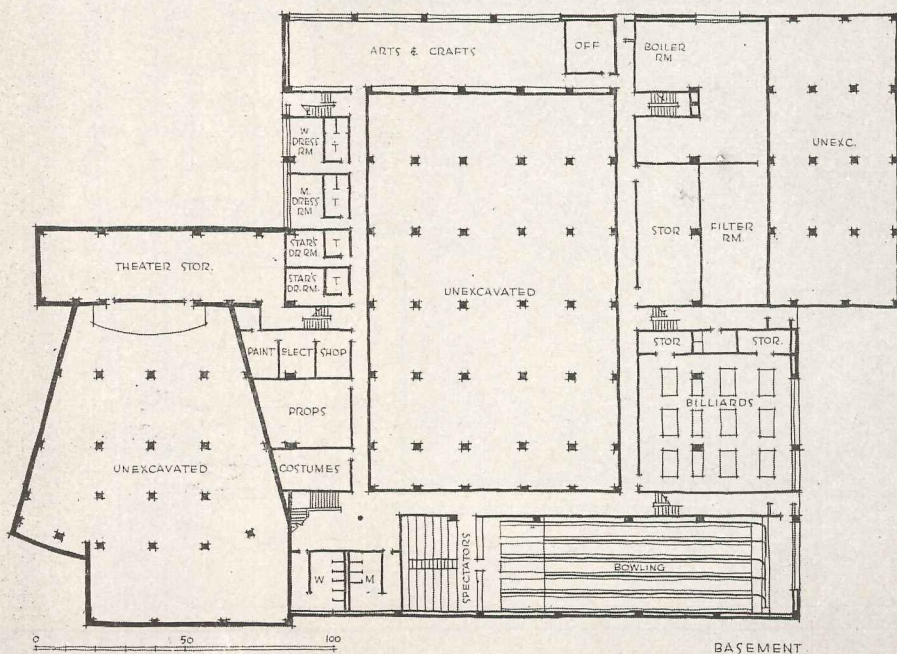 ARTS & CRAFTS
OFF
BOILER
RM
UNEXC.
W
DRESS
RM
T
M.
DRESS
RM
T
STAR'S
DR. RM.
T
STAR'S
DR. RM.
T
THEATER STOR.
UNEXCAVATED
STOR
FILTER
RM.
PAINT
ELECT
SHOP
STOR
STOR.
BILLIARDS
PROPS
COSTUMES
UNEXCAVATED
W
M
SPECTATORS
BOWLING
0 50 100
BASEMENT.